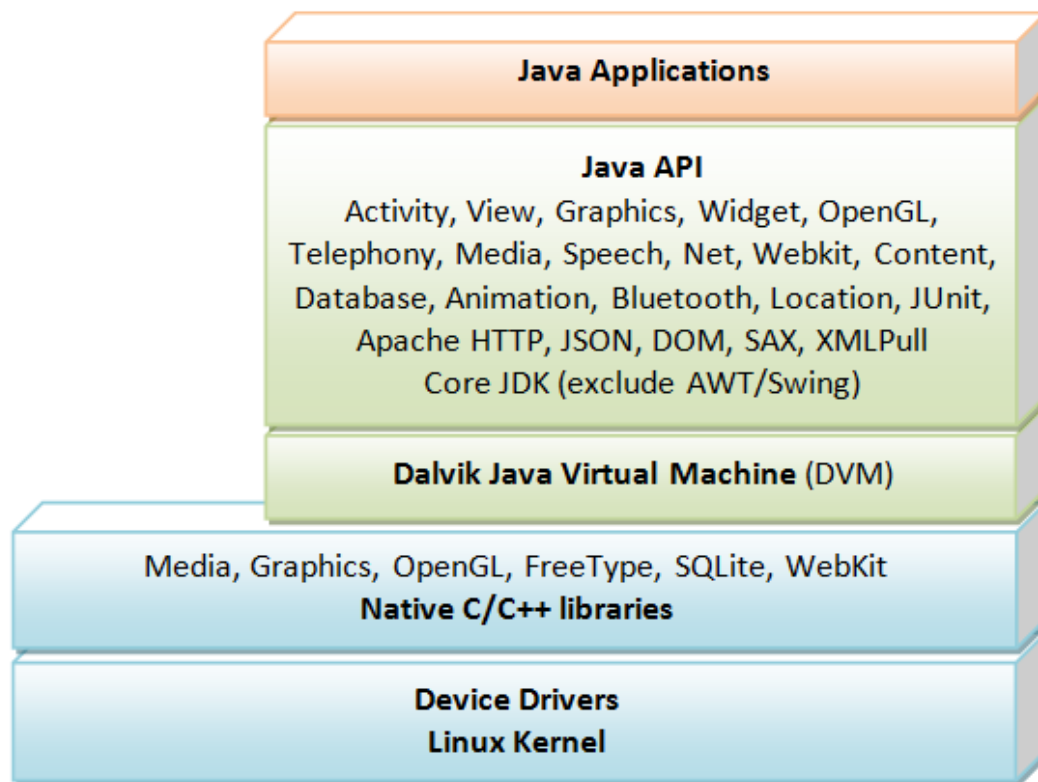 Java Applications
Java API
Activity, View, Graphics, Widget, OpenGL,
Telephony, Media, Speech, Net, Webkit, Content,
Database, Animation, Bluetooth, Location, JUnit,
Apache HTTP, JSON, DOM, SAX, XMLPull
Core JDK (exclude AWT/Swing)
Dalvik Java Virtual Machine (DVM)
Media, Graphics, OpenGL, FreeType, SQLite, WebKit
Native C/C++ libraries
Device Drivers
Linux Kernel